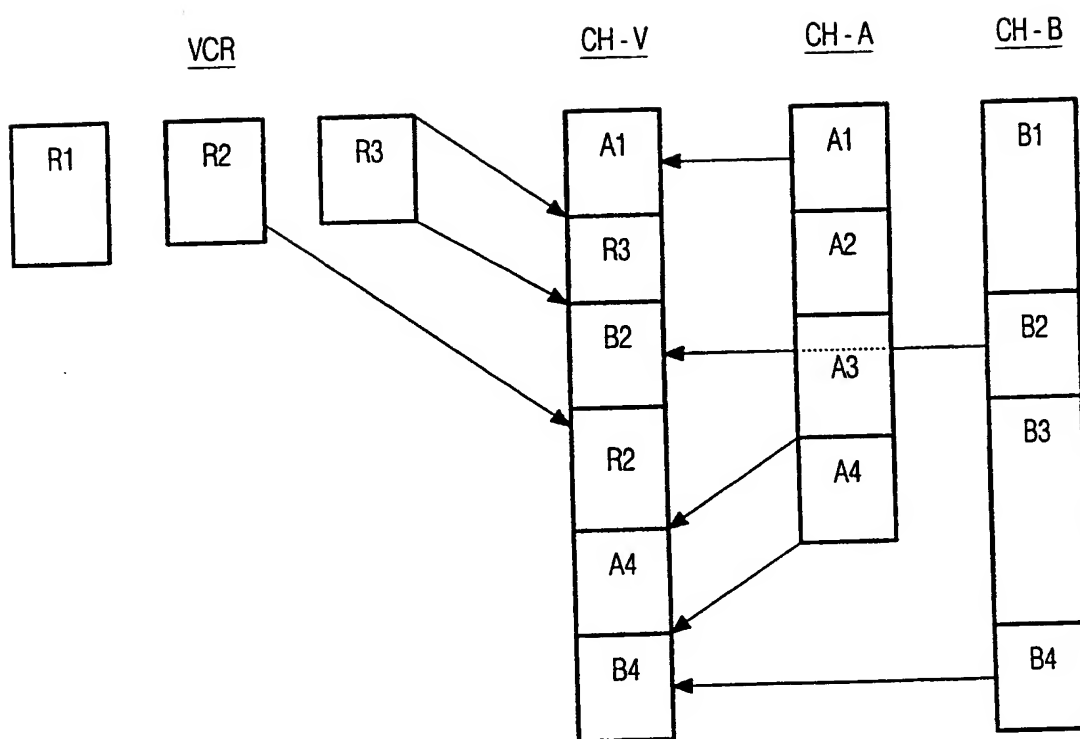 VCR
CH - V
CH - A
CH - B
R1
R2
R3
A1
R3
B2
R2
A4
B4
A1
A2
A3
A4
B1
B2
B3
B4